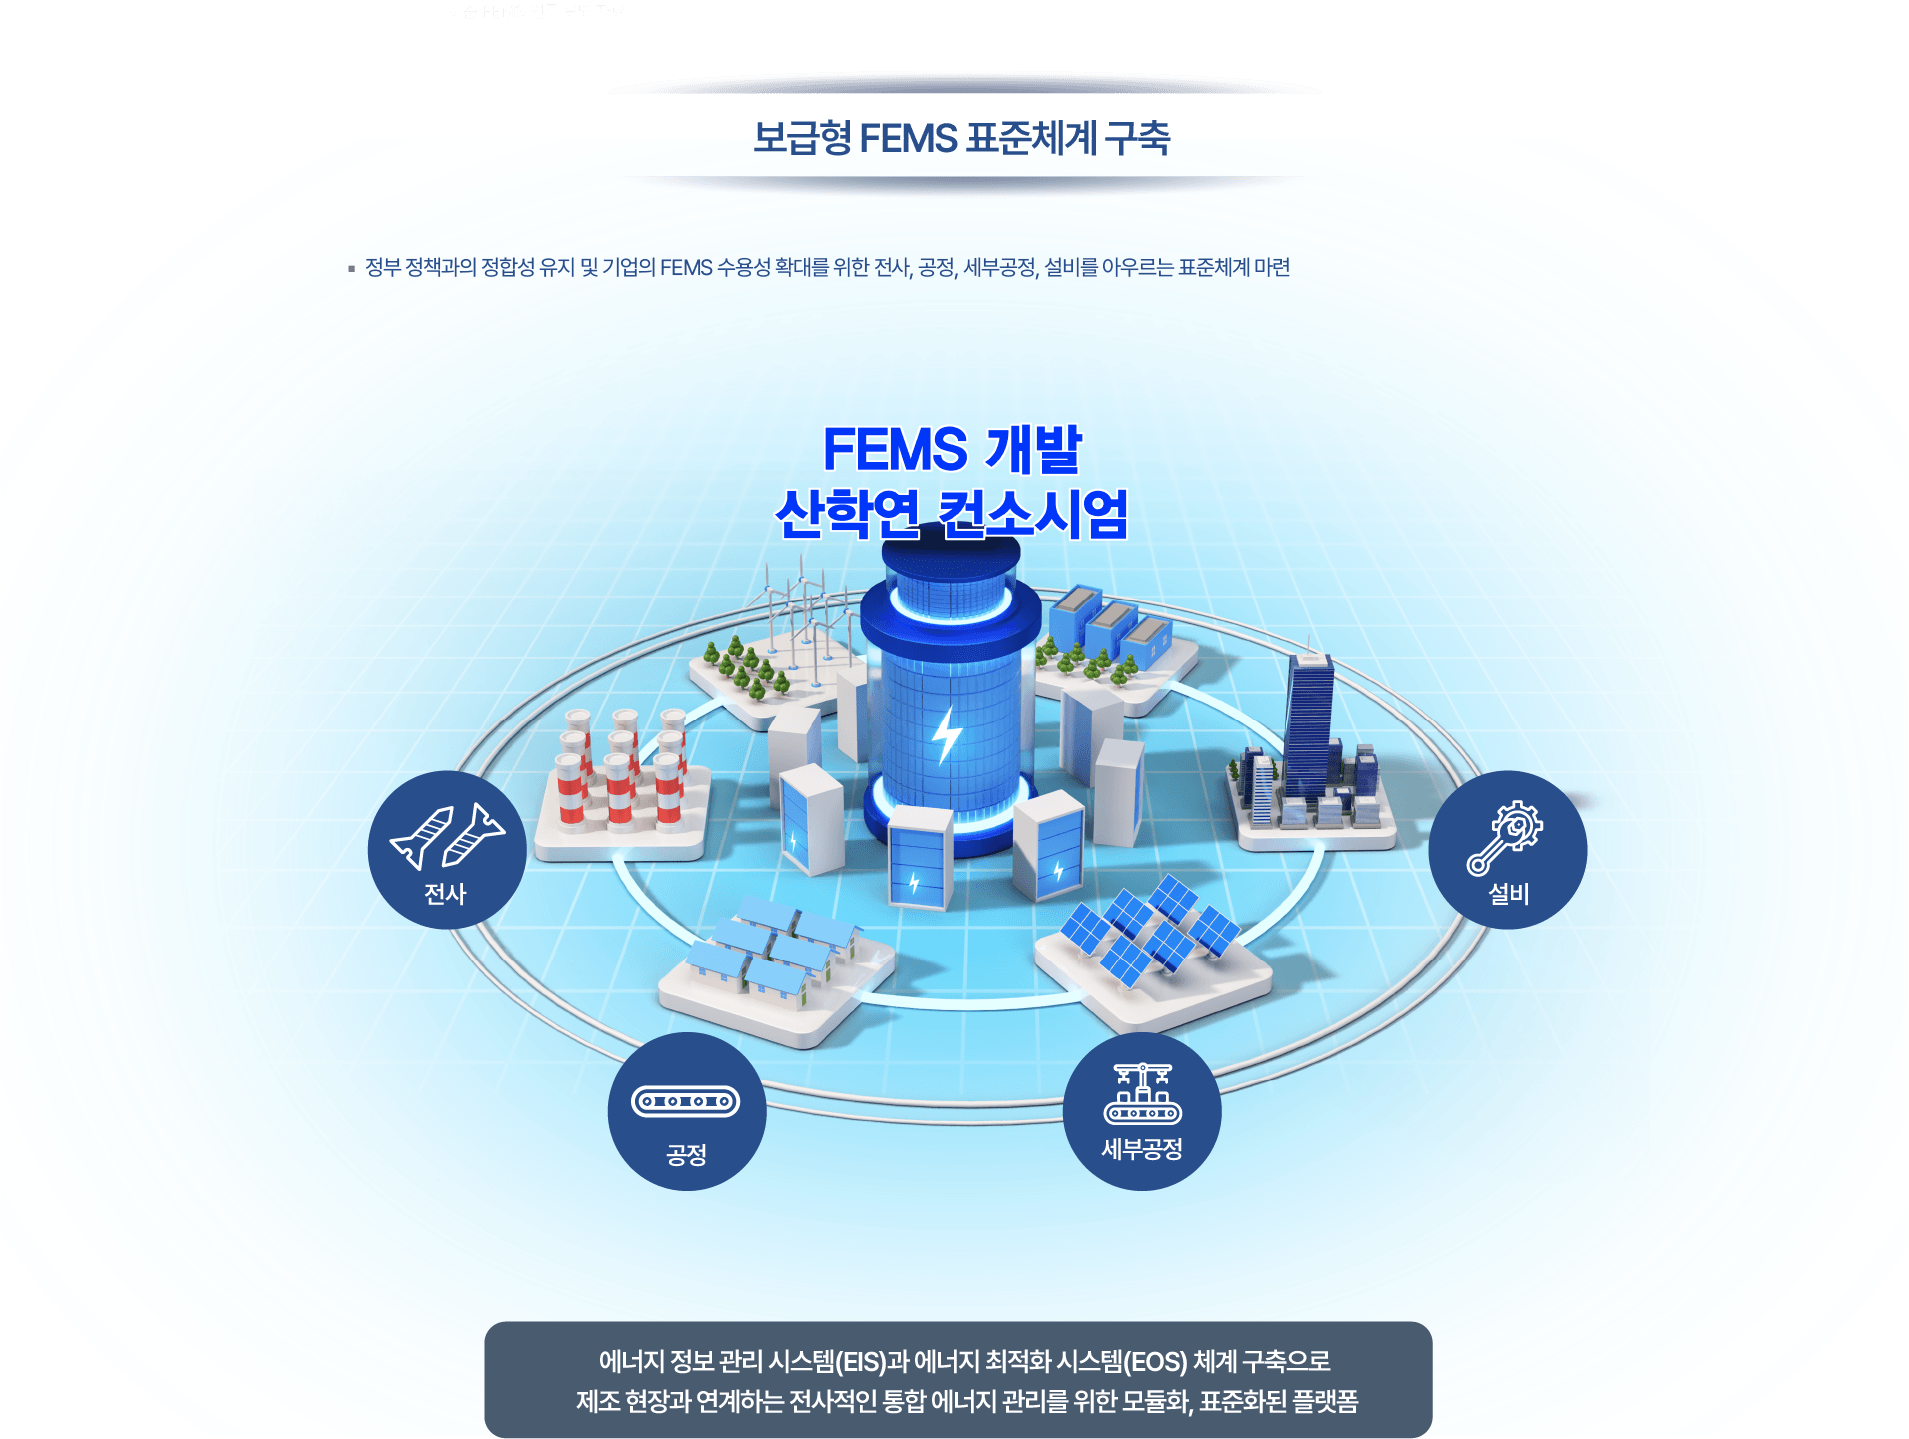 보급형 FEMS 표준체계 구축
▪ 정부 정책과의 정합성 유지 및 기업의 FEMS 수용성 확대를 위한 전사, 공정, 세부공정, 설비를 아우르는 표준체계 마련
FEMS 개발
산학연 컨소시엄
전사
설비
공정
세부공정
에너지 정보 관리 시스템(EIS)과 에너지 최적화 시스템(EOS) 체계 구축으로
제조 현장과 연계하는 전사적인 통합 에너지 관리를 위한 모듈화, 표준화된 플랫폼